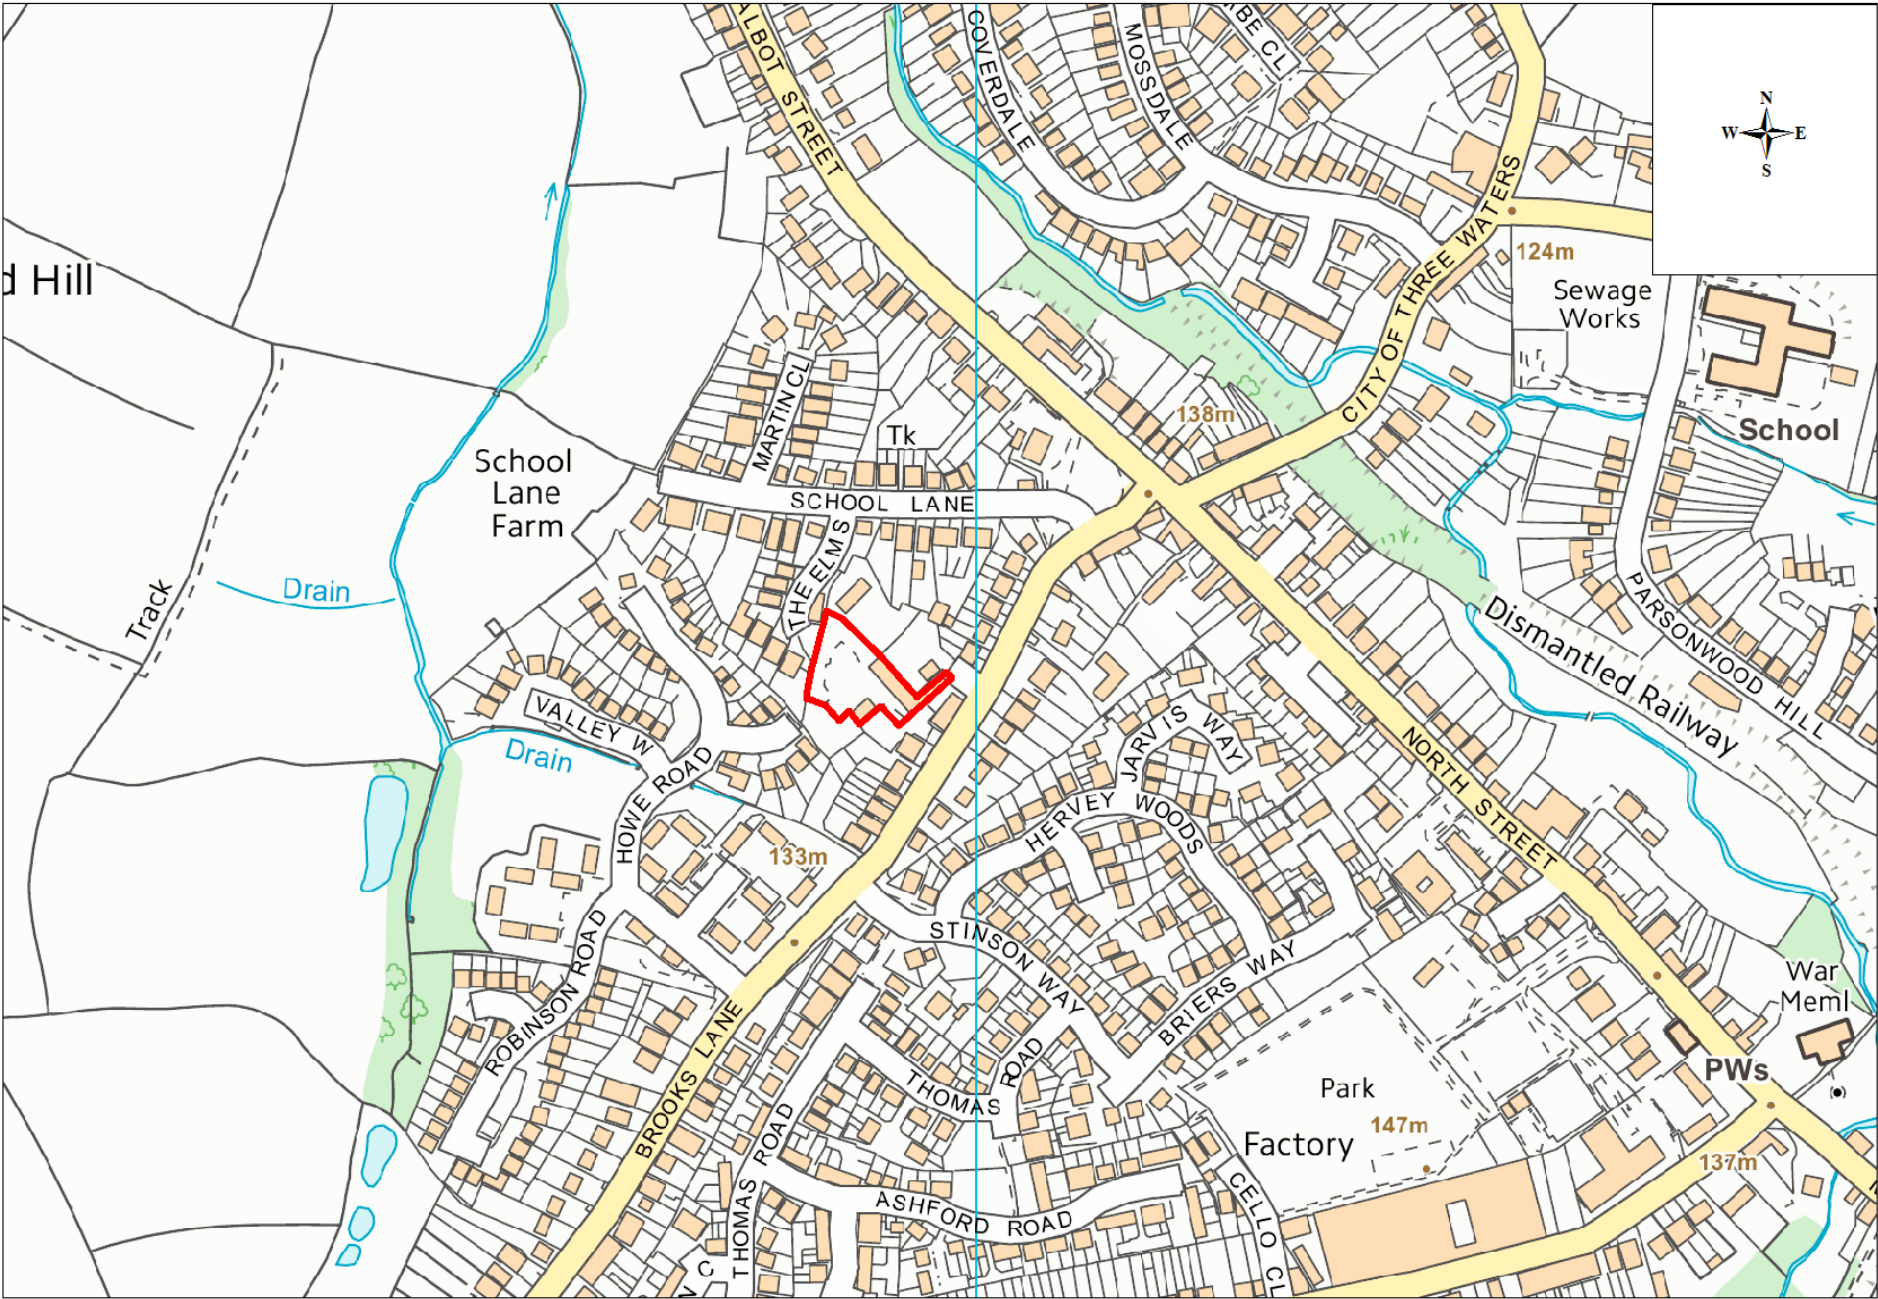 ALBOT STREET
COVERDALE
MOSSDALE
BE CL
N
W E
S
CITY OF THREE WATERS
124m
d Hill
Sewage
Works
MARTIN CL
138m
School
Tk
School
Lane
Farm
SCHOOL LANE
THE ELMS
Drain
Track
PARSONWOOD HILL
Dismantled Railway
VALLEY W
Drain
HOWE ROAD
JARVIS WAY
NORTH STREET
HERVEY WOODS
133m
STINSON WAY
BRIERS WAY
ROBINSON ROAD
War
Meml
BROOKS LANE
THOMAS ROAD
PWs
Park
147m
Factory
137m
THOMAS ROAD
ASHFORD ROAD
CELLO CL
C